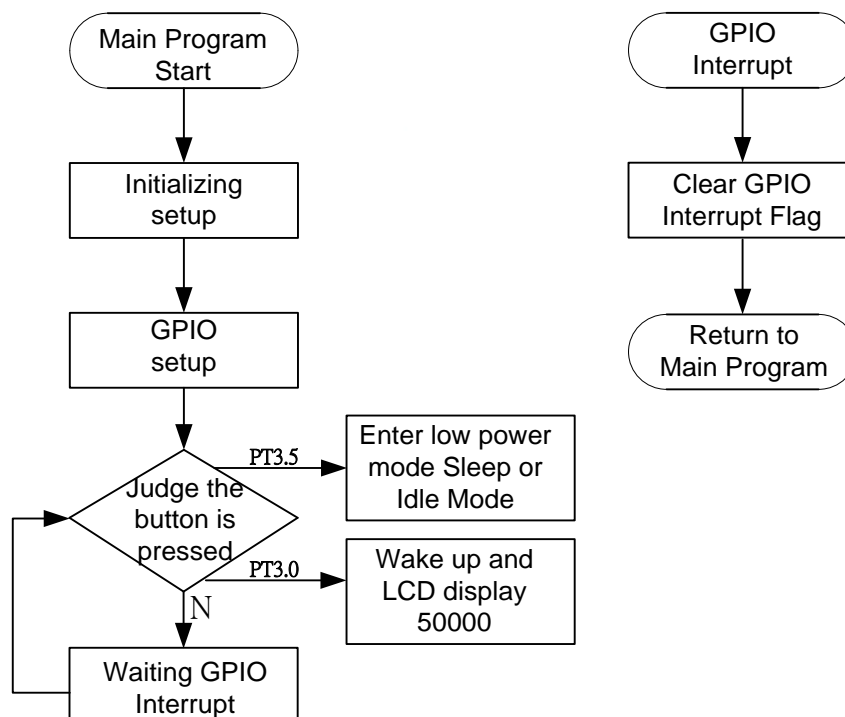 Main Program
Start
Initializing
setup
GPIO
setup
Judge the
button is
pressed
PT3.5
Enter low power
mode Sleep or
Idle Mode
PT3.0
Wake up and
LCD display
50000
N
Waiting GPIO
Interrupt
GPIO
Interrupt
Clear GPIO
Interrupt Flag
Return to
Main Program